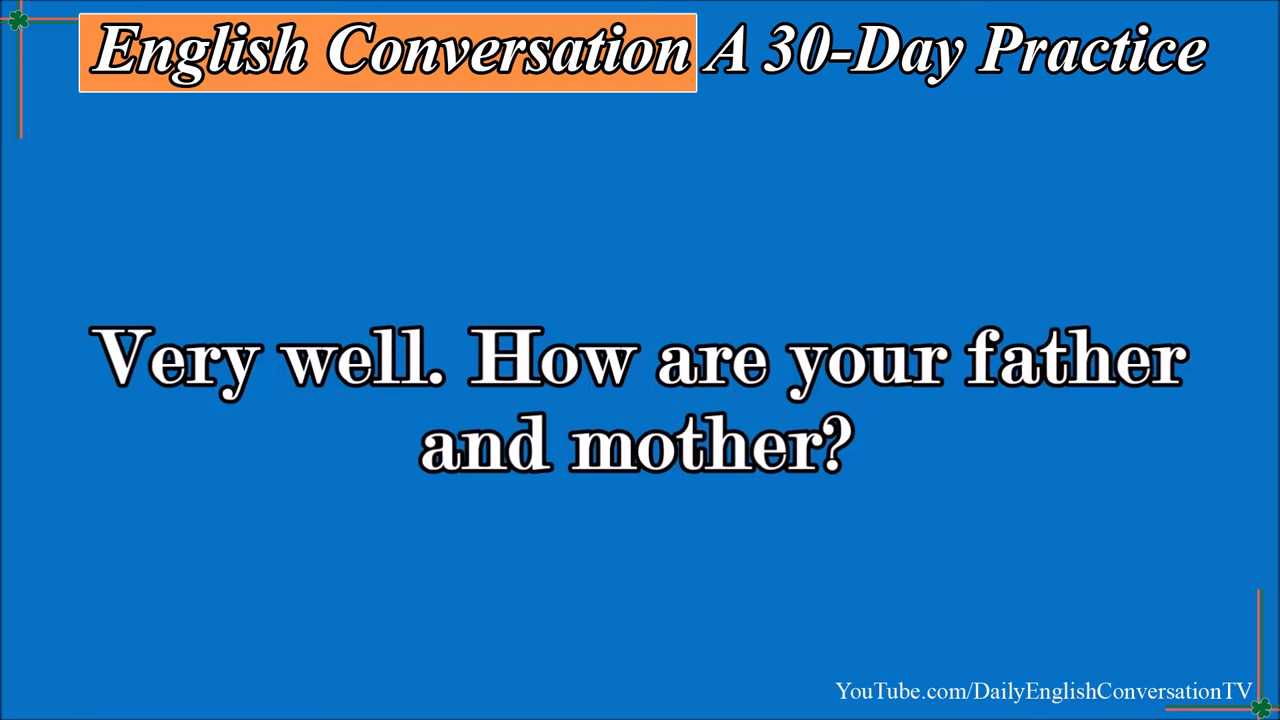 English Conversation A 30-Day Practice
Very well. How are your father
and mother?
YouTube.com/DailyEnglishConversationTV